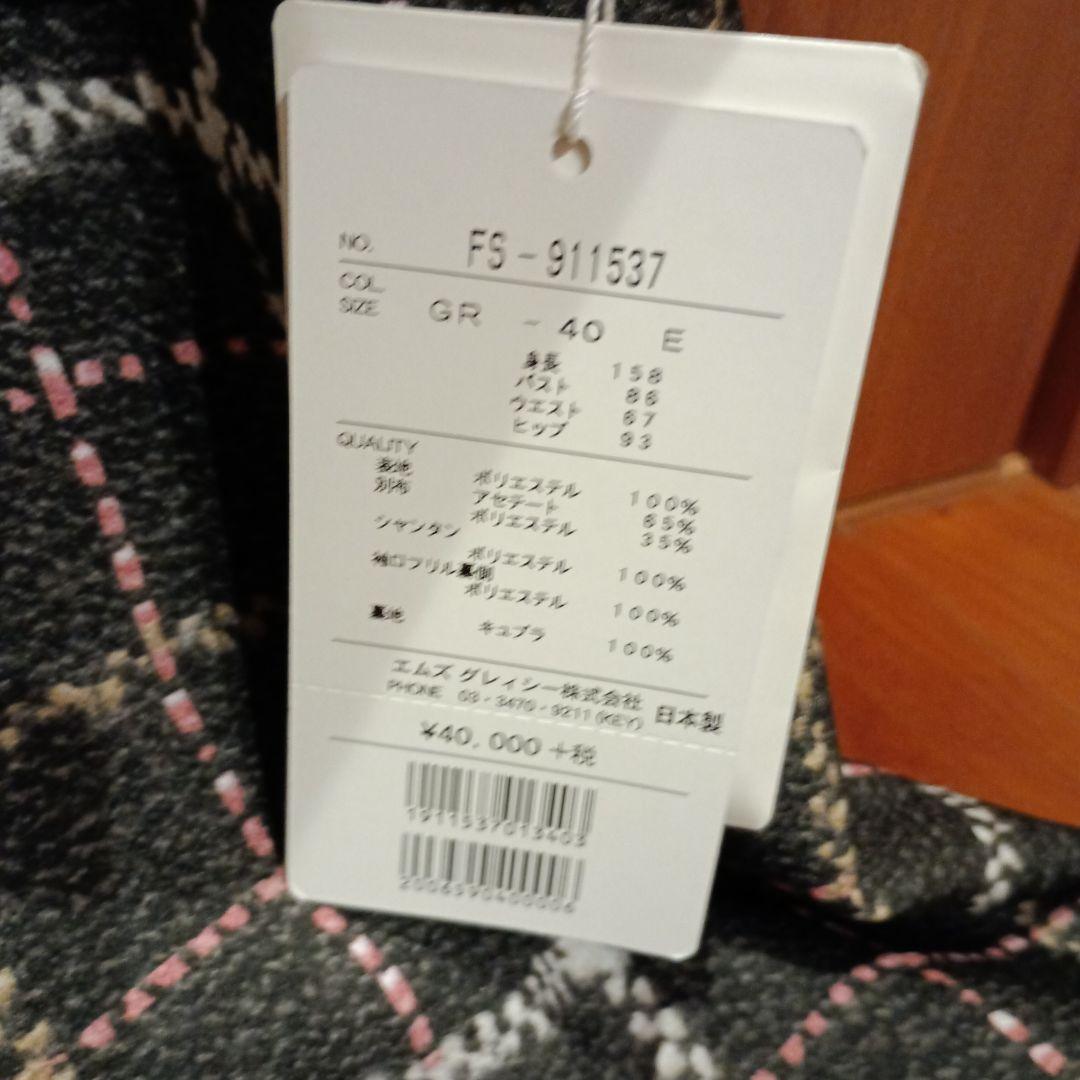 NO. FS-911537
COL.
SIZE GR - 40 E
身長 158
バスト 86
ウエスト 67
ヒップ 93
QUALITY
表地 ポリエステル 100%
別布 アセテート 65%
ポリエステル 35%
シャンタン
ポリエステル 100%
袖口フリル裏側
ポリエステル 100%
裏地 キュプラ 100%
エムズ グレィシー株式会社
PHONE 03-3470-9211(KEY) 日本製
¥40,000+税
1911537013403
2006390400006